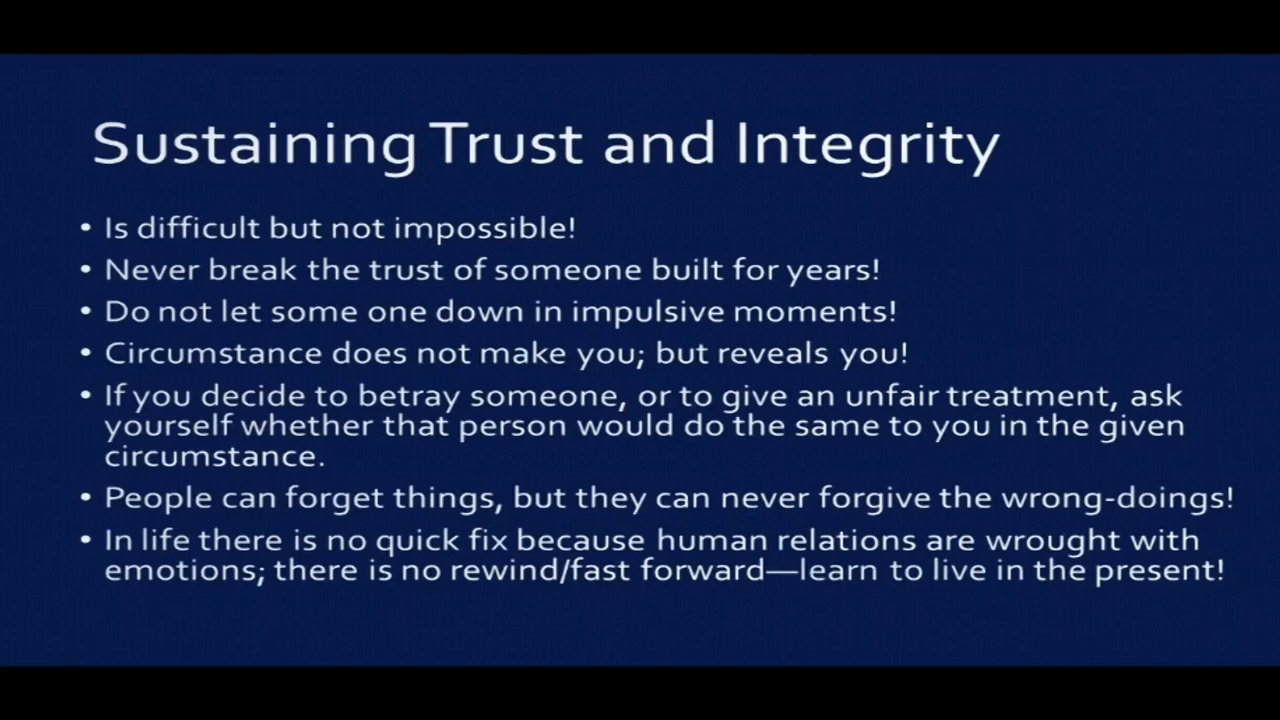 Sustaining Trust and Integrity
• Is difficult but not impossible!
• Never break the trust of someone built for years!
• Do not let some one down in impulsive moments!
• Circumstance does not make you; but reveals you!
• If you decide to betray someone, or to give an unfair treatment, ask
yourself whether that person would do the same to you in the given
circumstance.
• People can forget things, but they can never forgive the wrong-doings!
• In life there is no quick fix because human relations are wrought with
emotions; there is no rewind/fast forward—learn to live in the present!